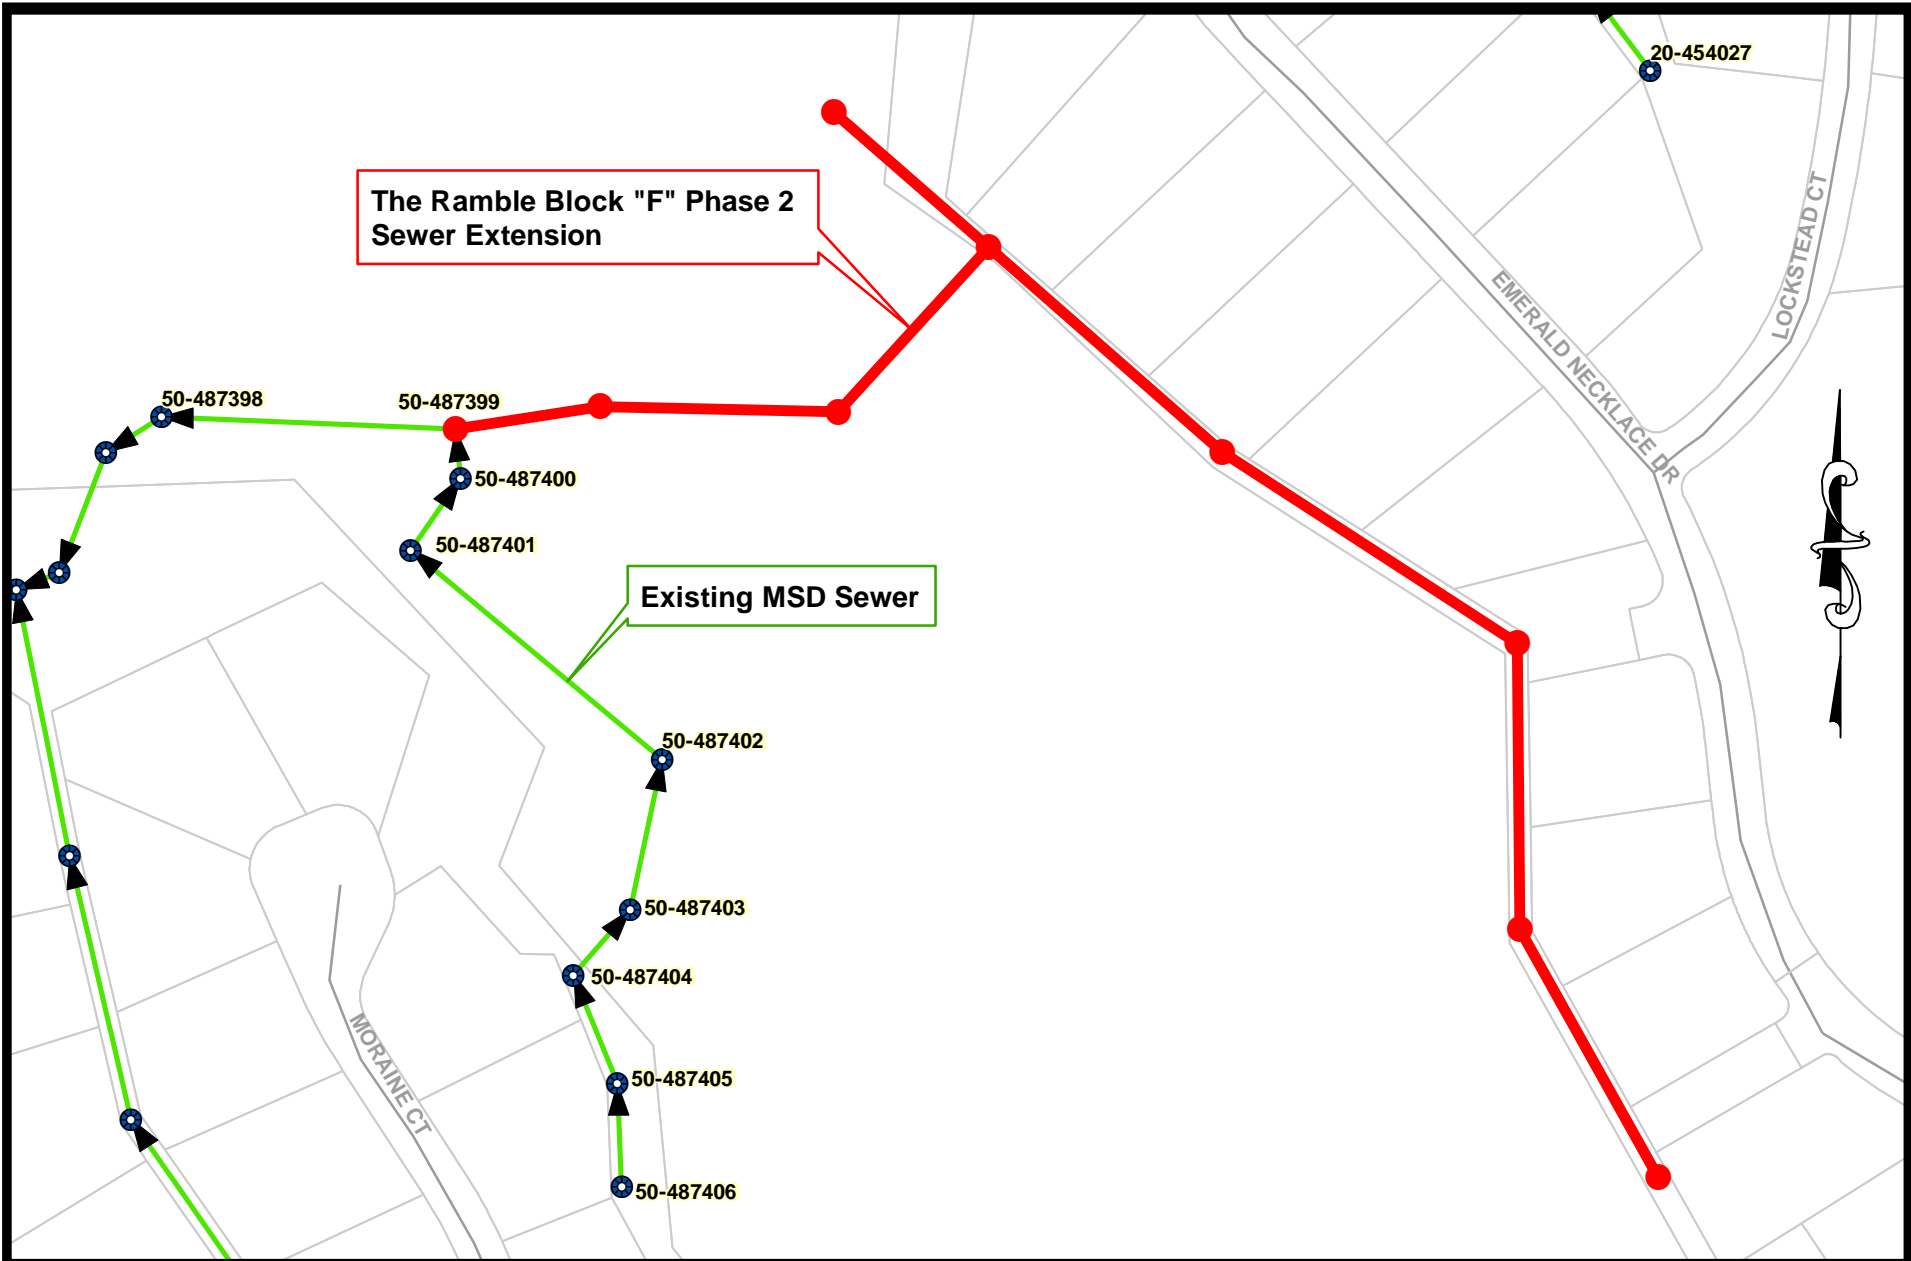 20-454027
The Ramble Block "F" Phase 2
Sewer Extension
LOCKSTEAD CT
EMERALD NECKLACE DR
50-487398
50-487399
50-487400
50-487401
Existing MSD Sewer
50-487402
50-487403
50-487404
MORAINE CT
50-487405
50-487406